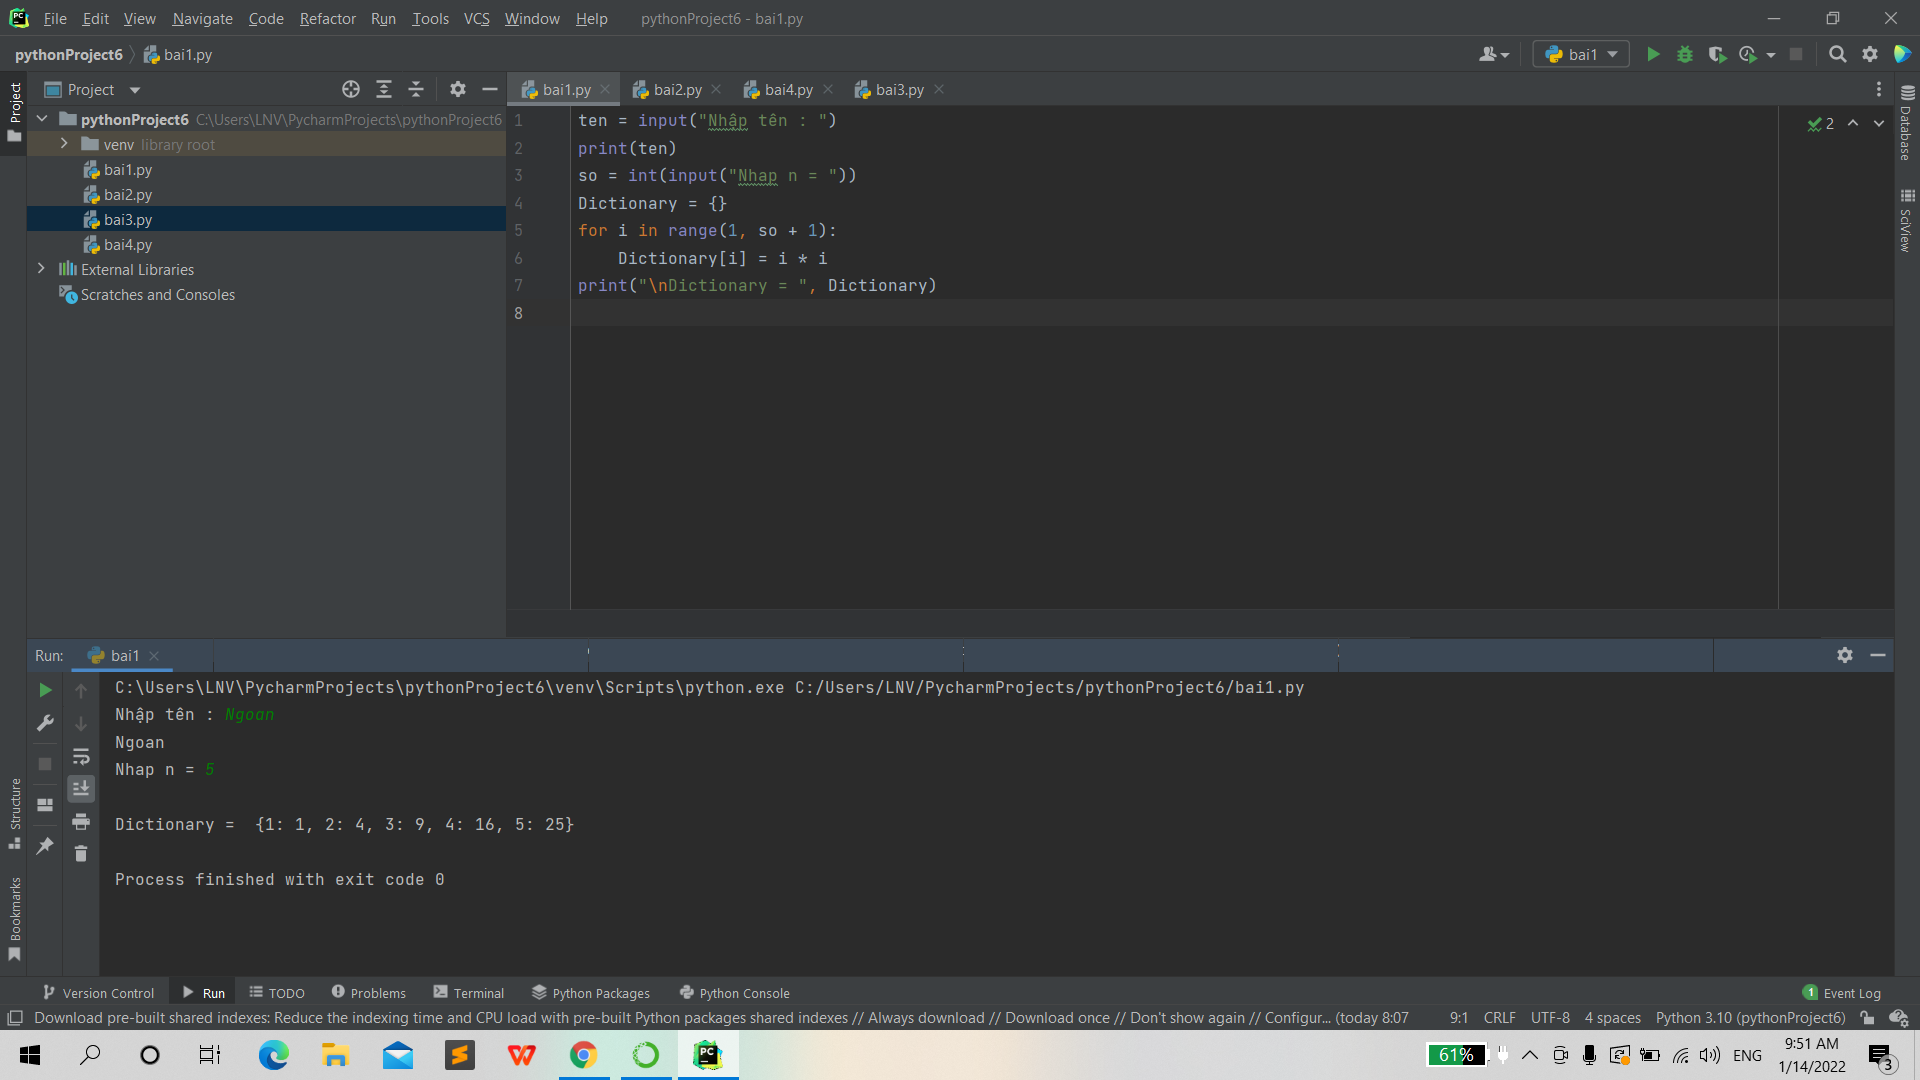 File Edit View Navigate Code Refactor Run Tools VCS Window Help pythonProject6 - bai1.py
pythonProject6 bai1.py bai1
Project
bai1.py bai2.py bai4.py bai3.py
pythonProject6 C:\Users\LNV\PycharmProjects\pythonProject6
venv library root
bai1.py
bai2.py
bai3.py
bai4.py
External Libraries
Scratches and Consoles
1 ten = input("Nhập tên : ")
2 print(ten)
3 so = int(input("Nhap n = "))
4 Dictionary = {}
5 for i in range(1, so + 1):
6 Dictionary[i] = i * i
7 print("\nDictionary = ", Dictionary)
8
2
Project
Structure
Bookmarks
Database
SciView
Run: bai1
C:\Users\LNV\PycharmProjects\pythonProject6\venv\Scripts\python.exe C:/Users/LNV/PycharmProjects/pythonProject6/bai1.py
Nhập tên : Ngoan
Ngoan
Nhap n = 5
Dictionary =  {1: 1, 2: 4, 3: 9, 4: 16, 5: 25}
Process finished with exit code 0
Version Control Run TODO Problems Terminal Python Packages Python Console 1 Event Log
Download pre-built shared indexes: Reduce the indexing time and CPU load with pre-built Python packages shared indexes // Always download // Download once // Don't show again // Configur... (today 8:07 9:1 CRLF UTF-8 4 spaces Python 3.10 (pythonProject6)
PC 61% ENG 9:51 AM
1/14/2022 3